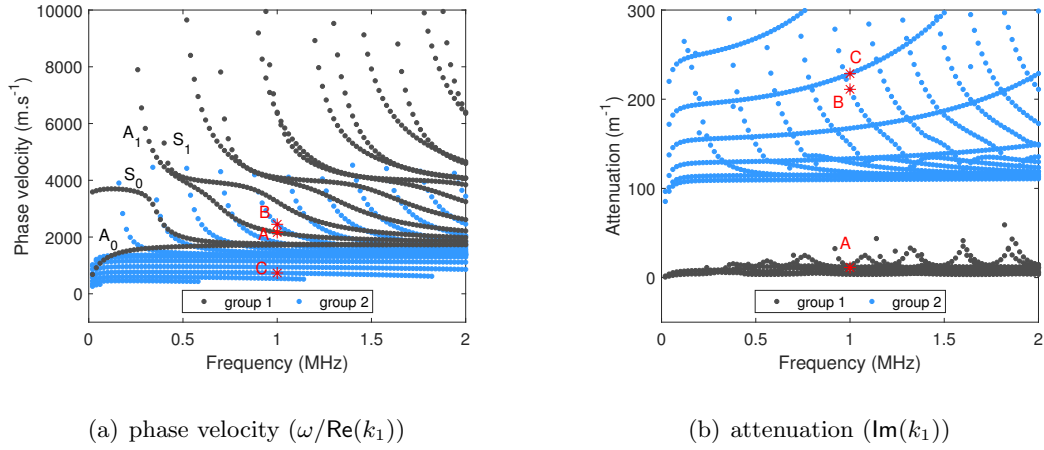 10000
8000
6000
4000
2000
0
Phase velocity (m.s⁻¹)
A₁
S₁
S₀
A₀
B
A
C
group 1 group 2
0 0.5 1 1.5 2
Frequency (MHz)
(a) phase velocity (ω/Re(k₁))
300
200
100
0
Attenuation (m⁻¹)
C
B
A
group 1 group 2
0 0.5 1 1.5 2
Frequency (MHz)
(b) attenuation (Im(k₁))